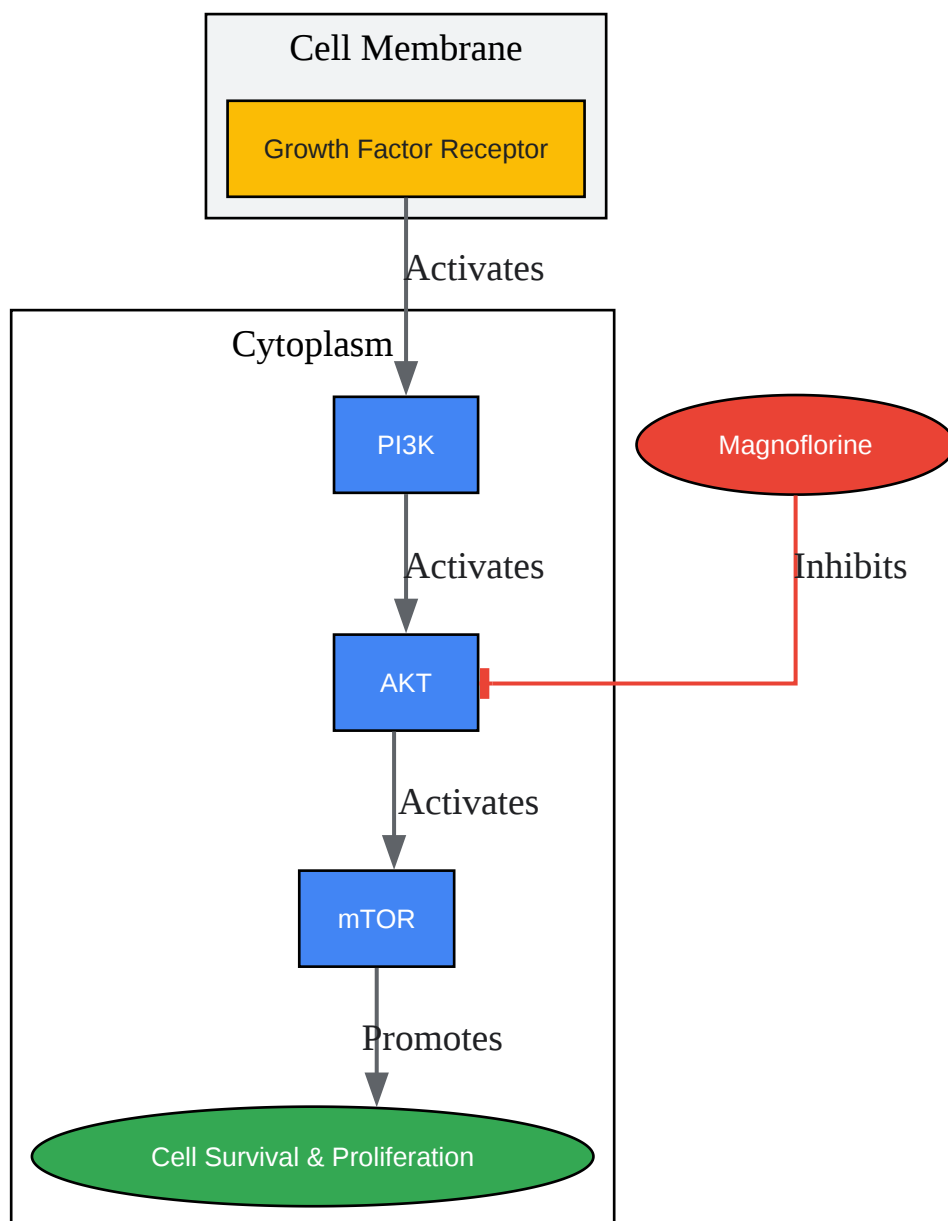 Cell Membrane
Growth Factor Receptor
Activates
Cytoplasm
PI3K
Magnoflorine
Activates
Inhibits
AKT
Activates
mTOR
Promotes
Cell Survival & Proliferation